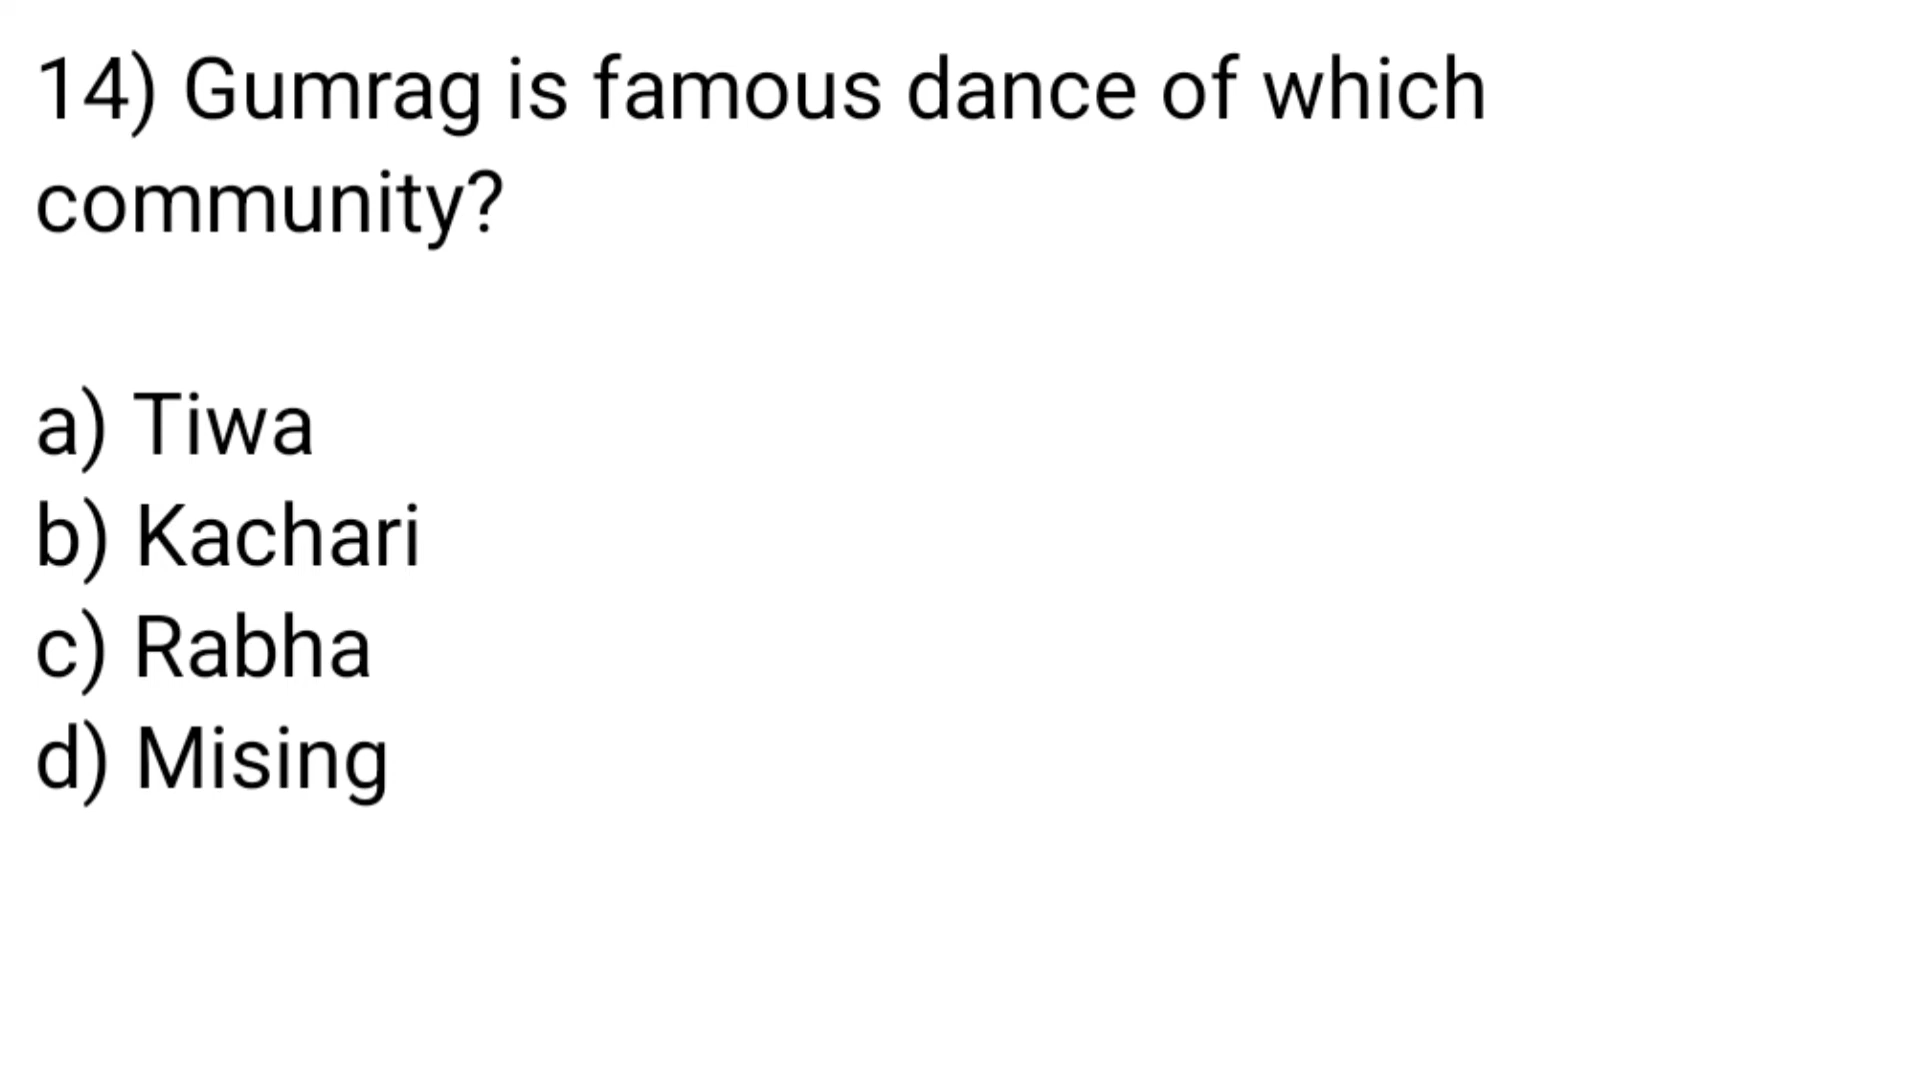 14) Gumrag is famous dance of which
community?
a) Tiwa
b) Kachari
c) Rabha
d) Mising